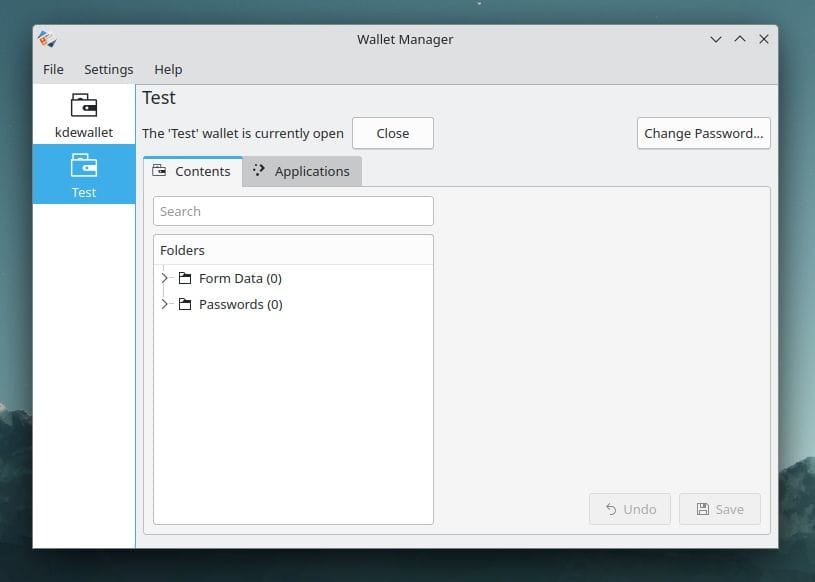 Wallet Manager
File Settings Help
kdewallet
Test
Test
The 'Test' wallet is currently open Close Change Password...
Contents Applications
Search
Folders
Form Data (0)
Passwords (0)
Undo Save